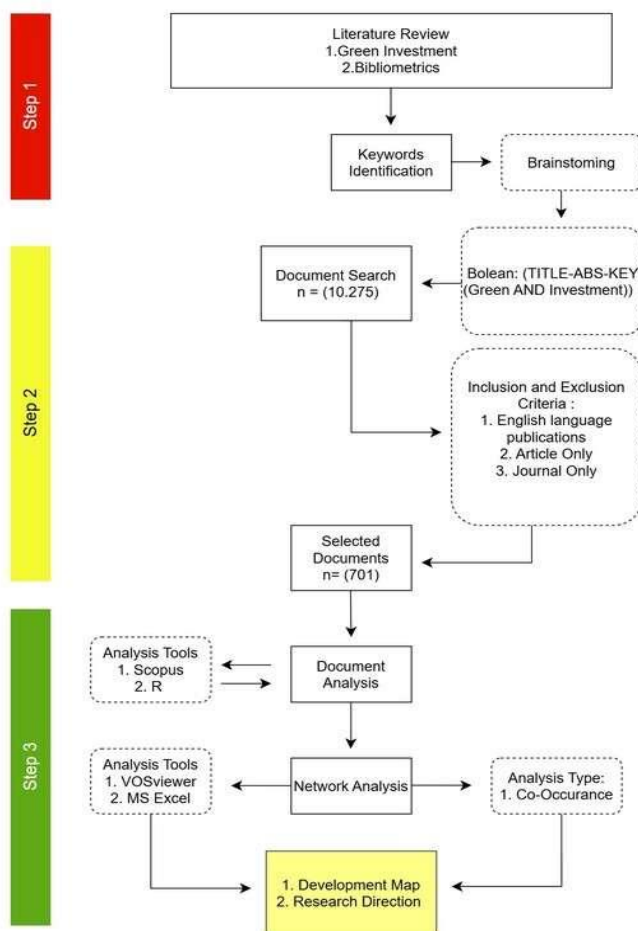 Step 1
Literature Review
1.Green Investment
2.Bibliometrics
Keywords
Identification
Brainstoming
Step 2
Document Search
n = (10.275)
Bolean: (TITLE-ABS-KEY
(Green AND Investment))
Inclusion and Exclusion
Criteria :
1. English language
publications
2. Article Only
3. Journal Only
Selected
Documents
n= (701)
Step 3
Analysis Tools
1. Scopus
2. R
Document
Analysis
Analysis Tools
1. VOSviewer
2. MS Excel
Network Analysis
Analysis Type:
1. Co-Occurance
1. Development Map
2. Research Direction